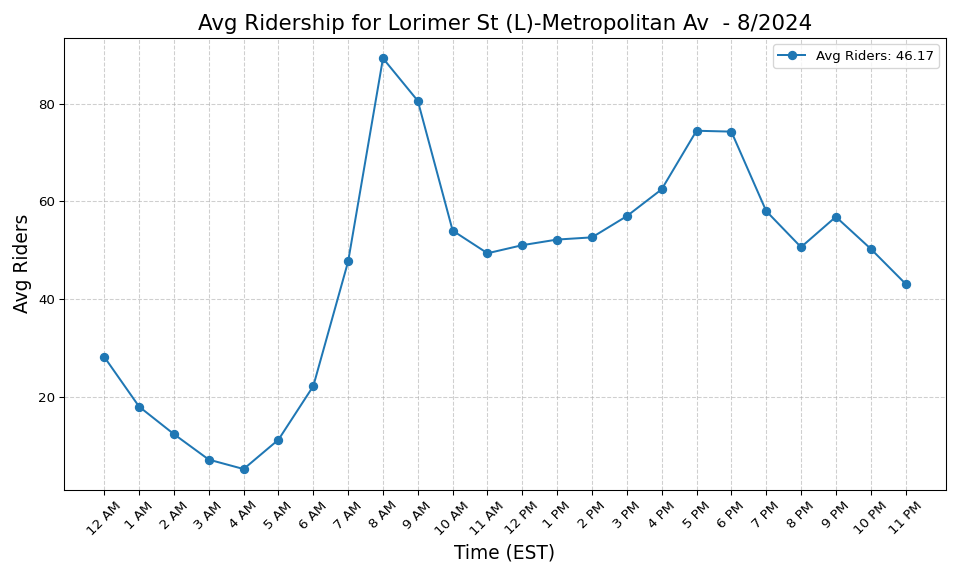 Avg Ridership for Lorimer St (L)-Metropolitan Av  - 8/2024
Avg Riders: 46.17
Avg Riders
80
60
40
20
12 AM
1 AM
2 AM
3 AM
4 AM
5 AM
6 AM
7 AM
8 AM
9 AM
10 AM
11 AM
12 PM
1 PM
2 PM
3 PM
4 PM
5 PM
6 PM
7 PM
8 PM
9 PM
10 PM
11 PM
Time (EST)